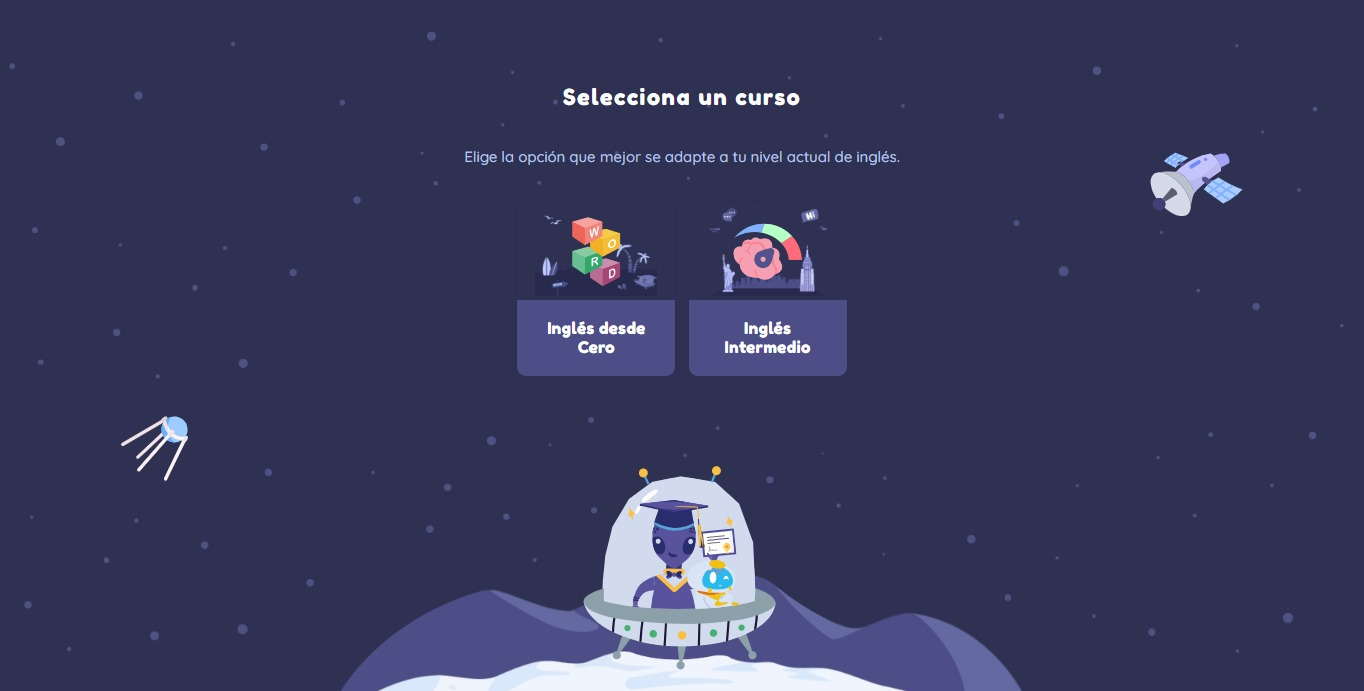 Selecciona un curso
Elige la opción que mejor se adapte a tu nivel actual de inglés.
W
O
R
D
Hi
Inglés desde
Cero
Inglés
Intermedio